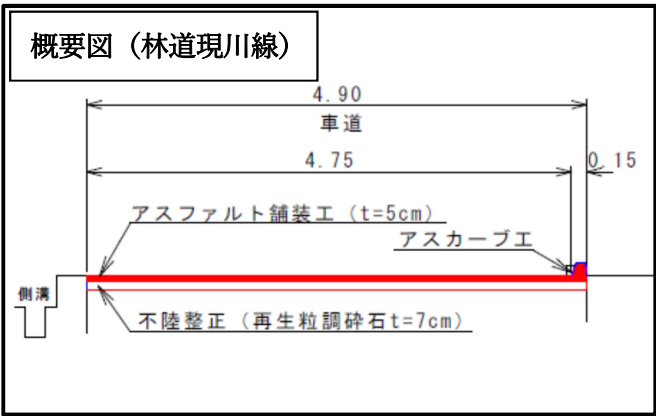 概要図（林道現川線）
4.90
車道
4.75
0.15
アスファルト舗装工（t=5cm）
アスカーブ工
側溝
不陸整正（再生粒調砕石t=7cm）